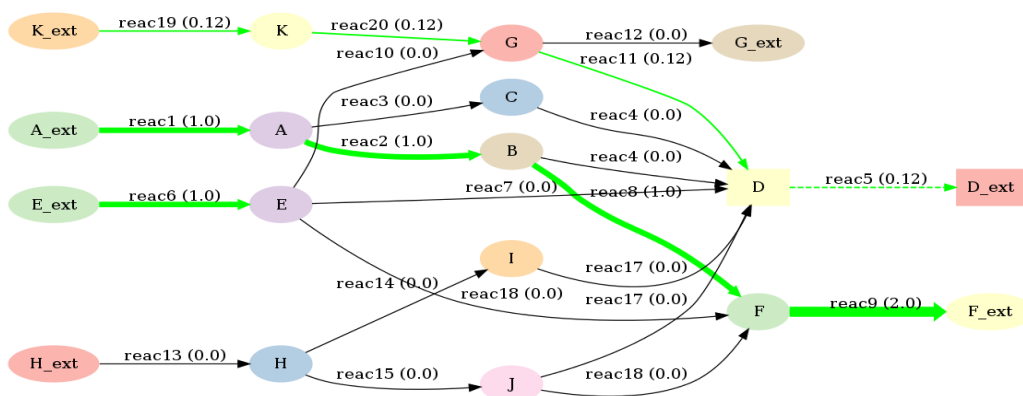 K_ext
reac19 (0.12)
K
reac20 (0.12)
reac10 (0.0)
G
reac12 (0.0)
G_ext
reac11 (0.12)
reac3 (0.0)
C
reac4 (0.0)
A_ext
reac1 (1.0)
A
reac2 (1.0)
B
reac4 (0.0)
E_ext
reac6 (1.0)
E
reac7 (0.0)
reac8 (1.0)
D
reac5 (0.12)
D_ext
I
reac17 (0.0)
reac14 (0.0)
reac18 (0.0)
reac17 (0.0)
F
reac9 (2.0)
F_ext
H_ext
reac13 (0.0)
H
reac15 (0.0)
J
reac18 (0.0)